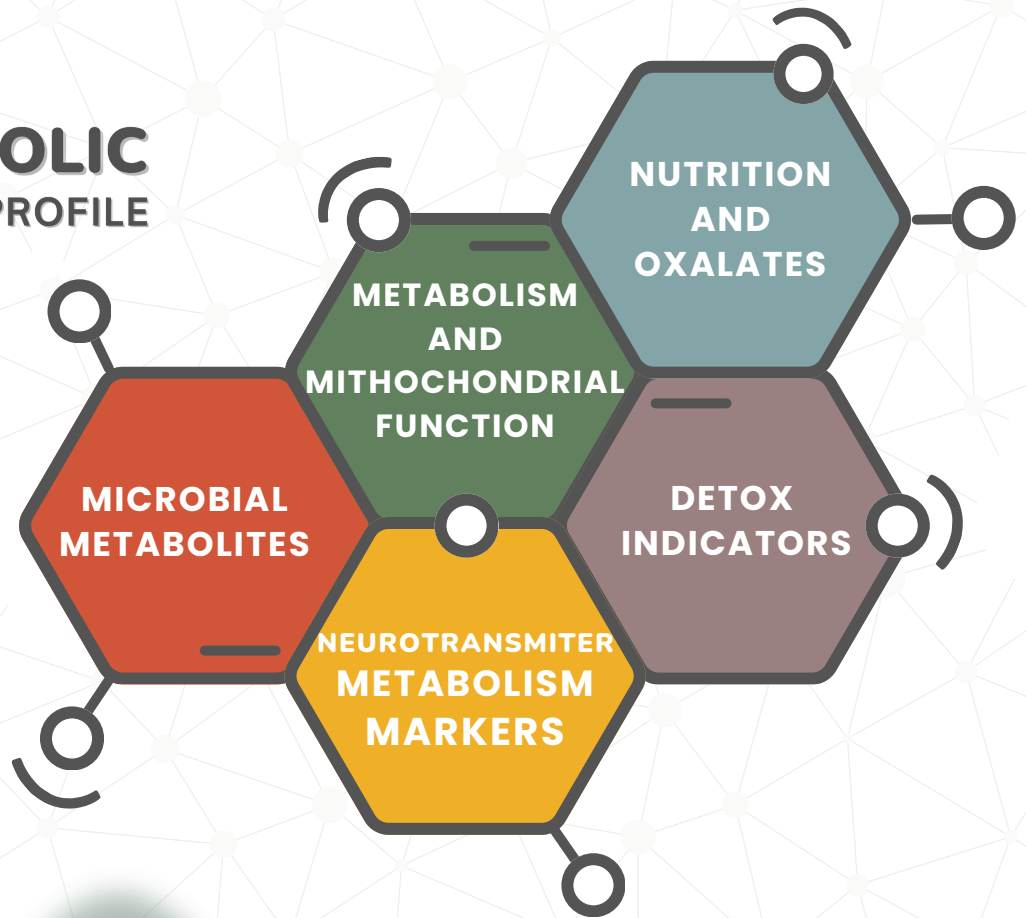 OLIC
PROFILE
NUTRITION
AND
OXALATES
METABOLISM
AND
MITHOCHONDRIAL
FUNCTION
MICROBIAL
METABOLITES
DETOX
INDICATORS
NEUROTRANSMITER
METABOLISM
MARKERS